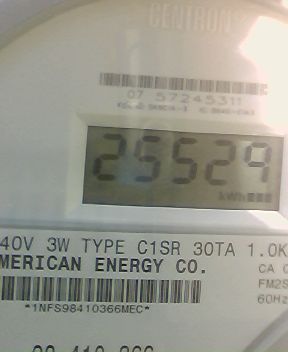 CENTRON
07 57245311
25529
kWh
40V 3W TYPE C1SR 30TA 1.0K
MERICAN ENERGY CO.
CA 0
FM2S
60Hz
*1NFS98410366MEC*